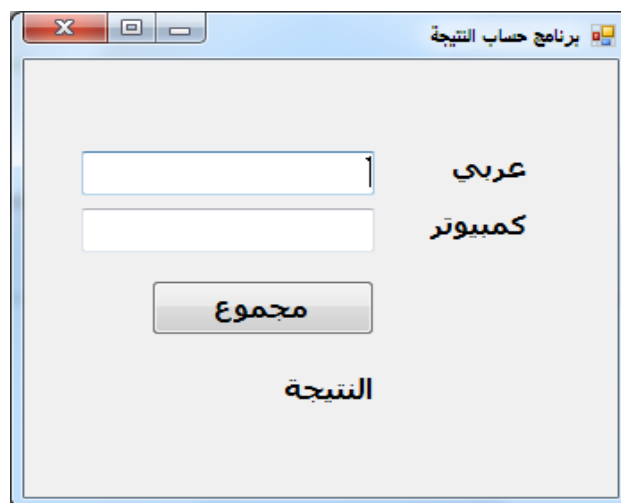 برنامج حساب النتيجة
عربي
كمبيوتر
مجموع
النتيجة